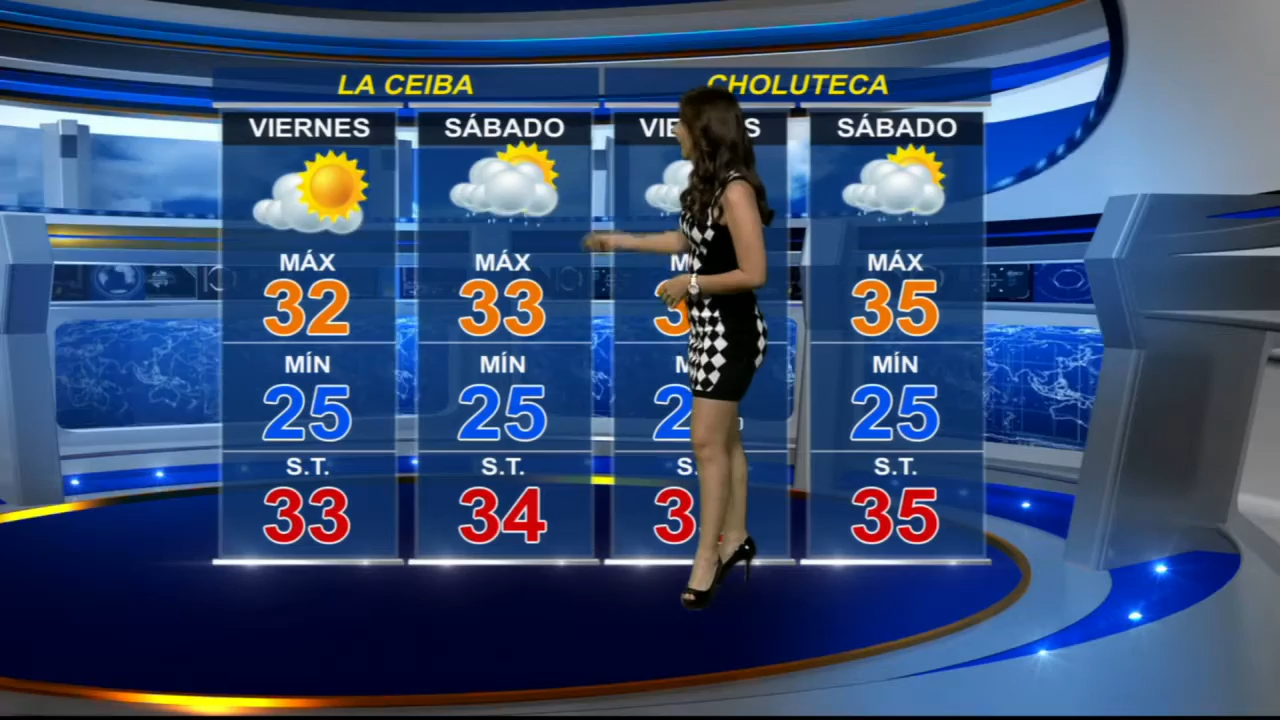 LA CEIBA
VIERNES
MÁX
32
MÍN
25
S.T.
33
SÁBADO
MÁX
33
MÍN
25
S.T.
34
CHOLUTECA
SÁBADO
MÁX
35
MÍN
25
S.T.
35